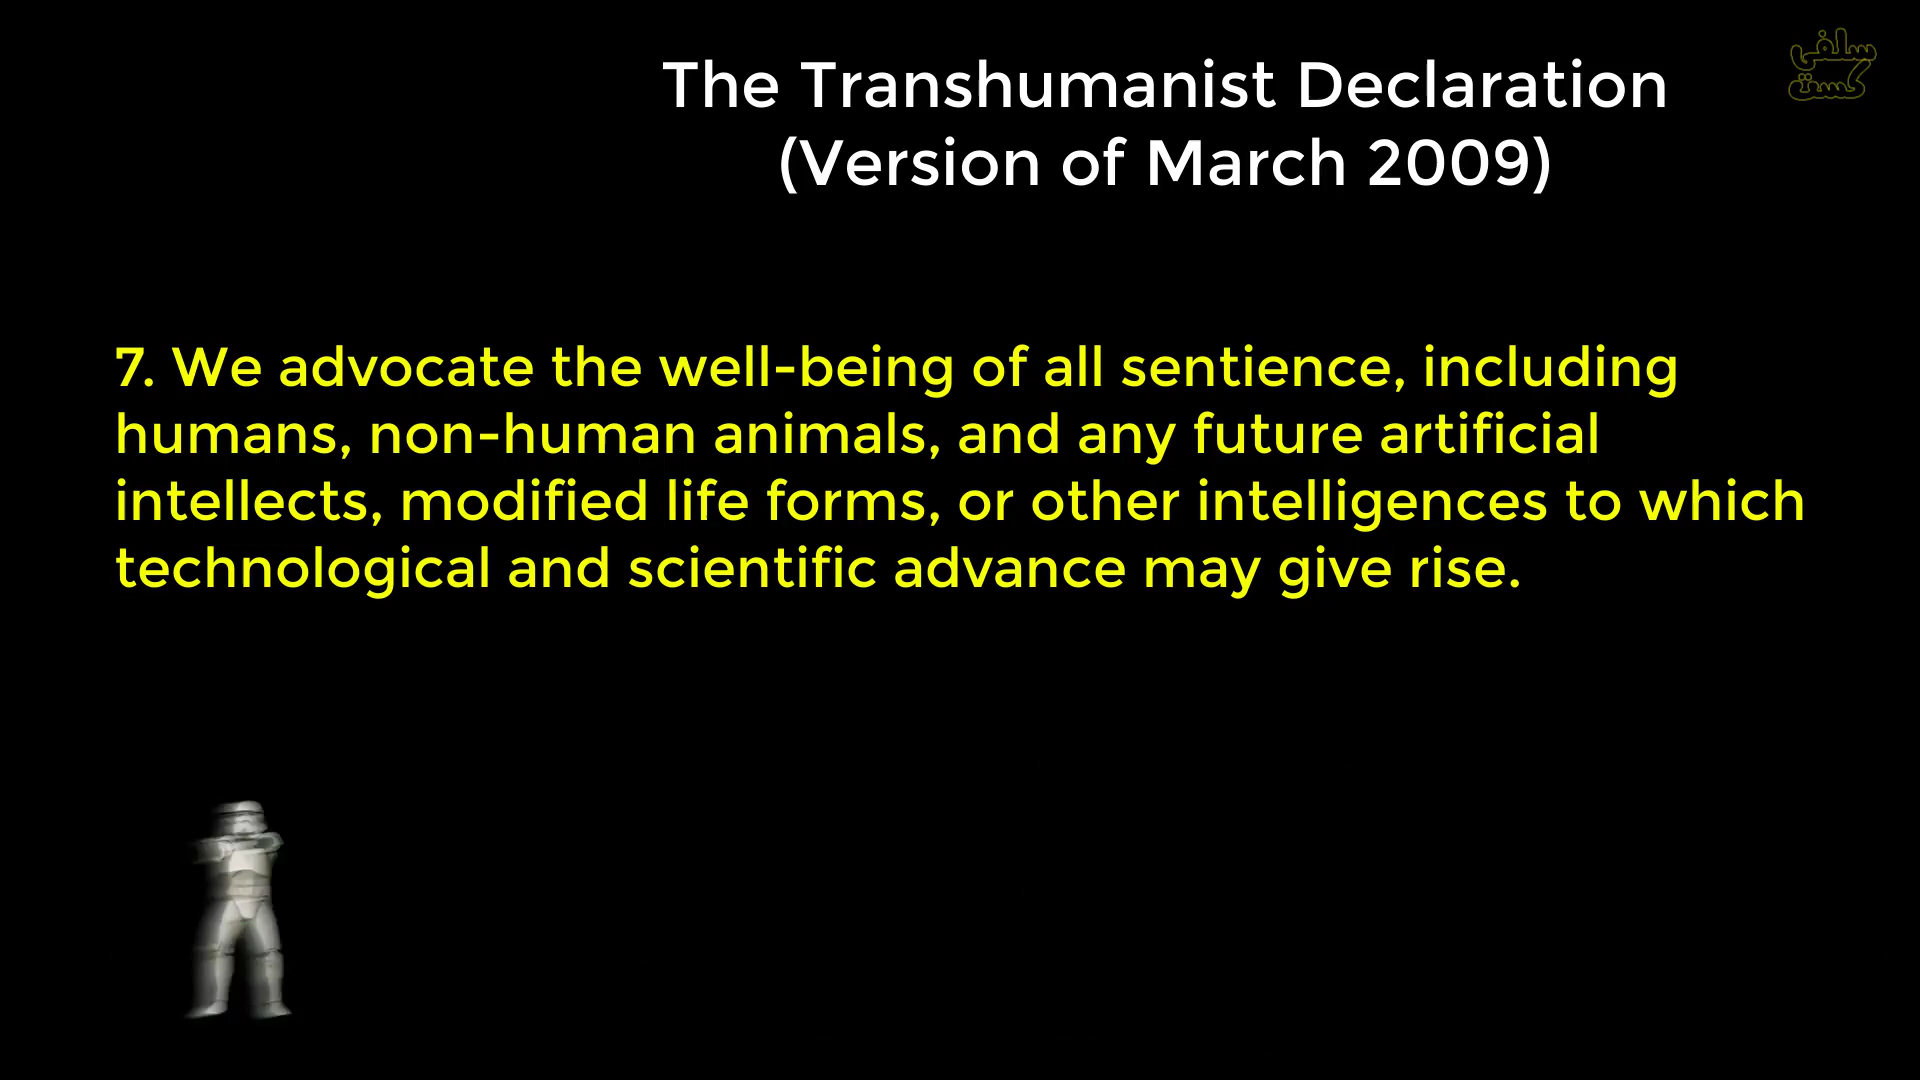 The Transhumanist Declaration
(Version of March 2009)
سلفي
كست
7. We advocate the well-being of all sentience, including
humans, non-human animals, and any future artificial
intellects, modified life forms, or other intelligences to which
technological and scientific advance may give rise.